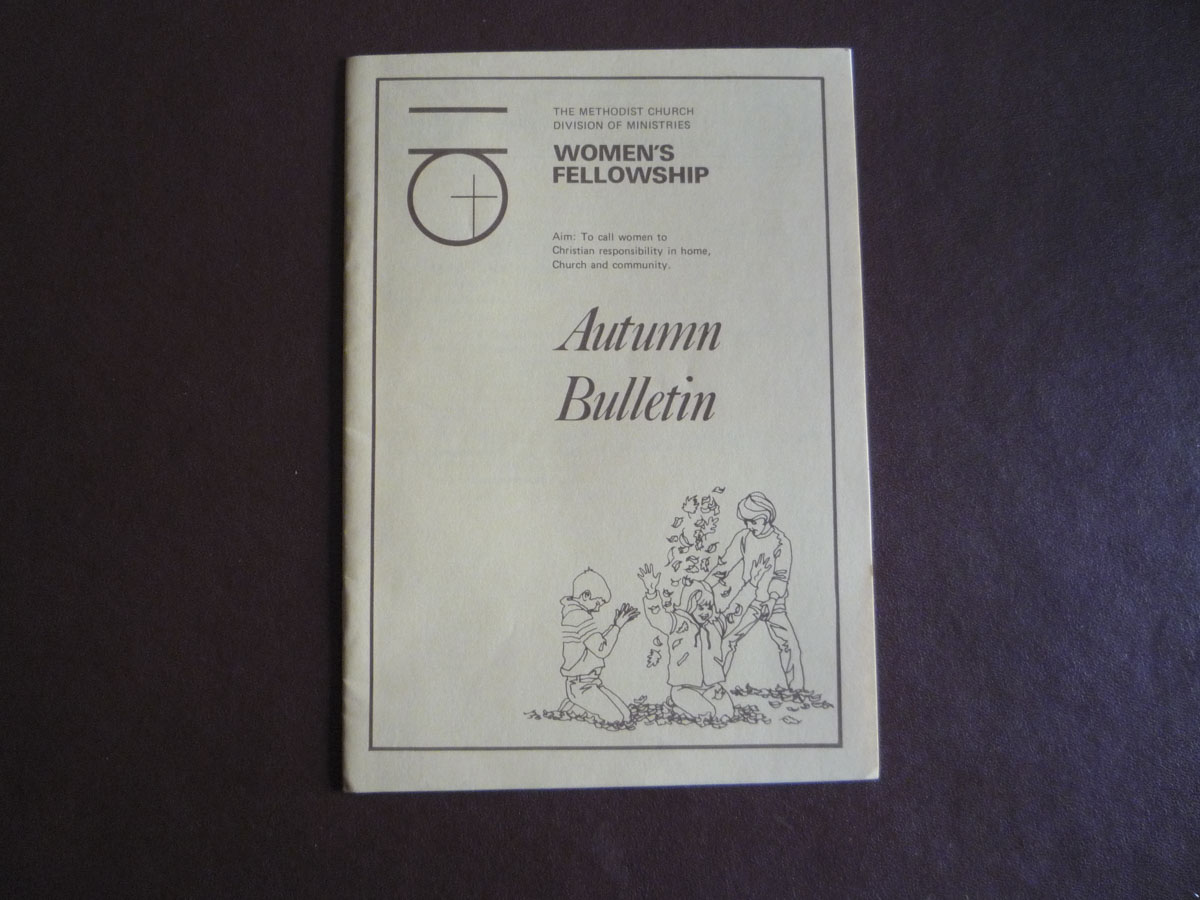 THE METHODIST CHURCH
DIVISION OF MINISTRIES
WOMEN'S
FELLOWSHIP
Aim: To call women to
Christian responsibility in home,
Church and community.
Autumn
Bulletin